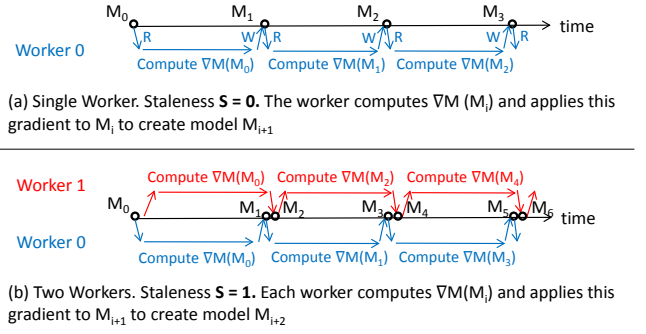 M₀ M₁ M₂ M₃ time
R W R W R W R
Worker 0
Compute ∇M(M₀) Compute ∇M(M₁) Compute ∇M(M₂)
(a) Single Worker. Staleness S = 0. The worker computes ∇M (Mᵢ) and applies this
gradient to Mᵢ to create model Mᵢ₊₁
Worker 1
Compute ∇M(M₀) Compute ∇M(M₂) Compute ∇M(M₄)
M₀ M₁ M₂ M₃ M₄ M₅ M₆ time
Worker 0
Compute ∇M(M₀) Compute ∇M(M₁) Compute ∇M(M₃)
(b) Two Workers. Staleness S = 1. Each worker computes ∇M(Mᵢ) and applies this
gradient to Mᵢ₊₁ to create model Mᵢ₊₂